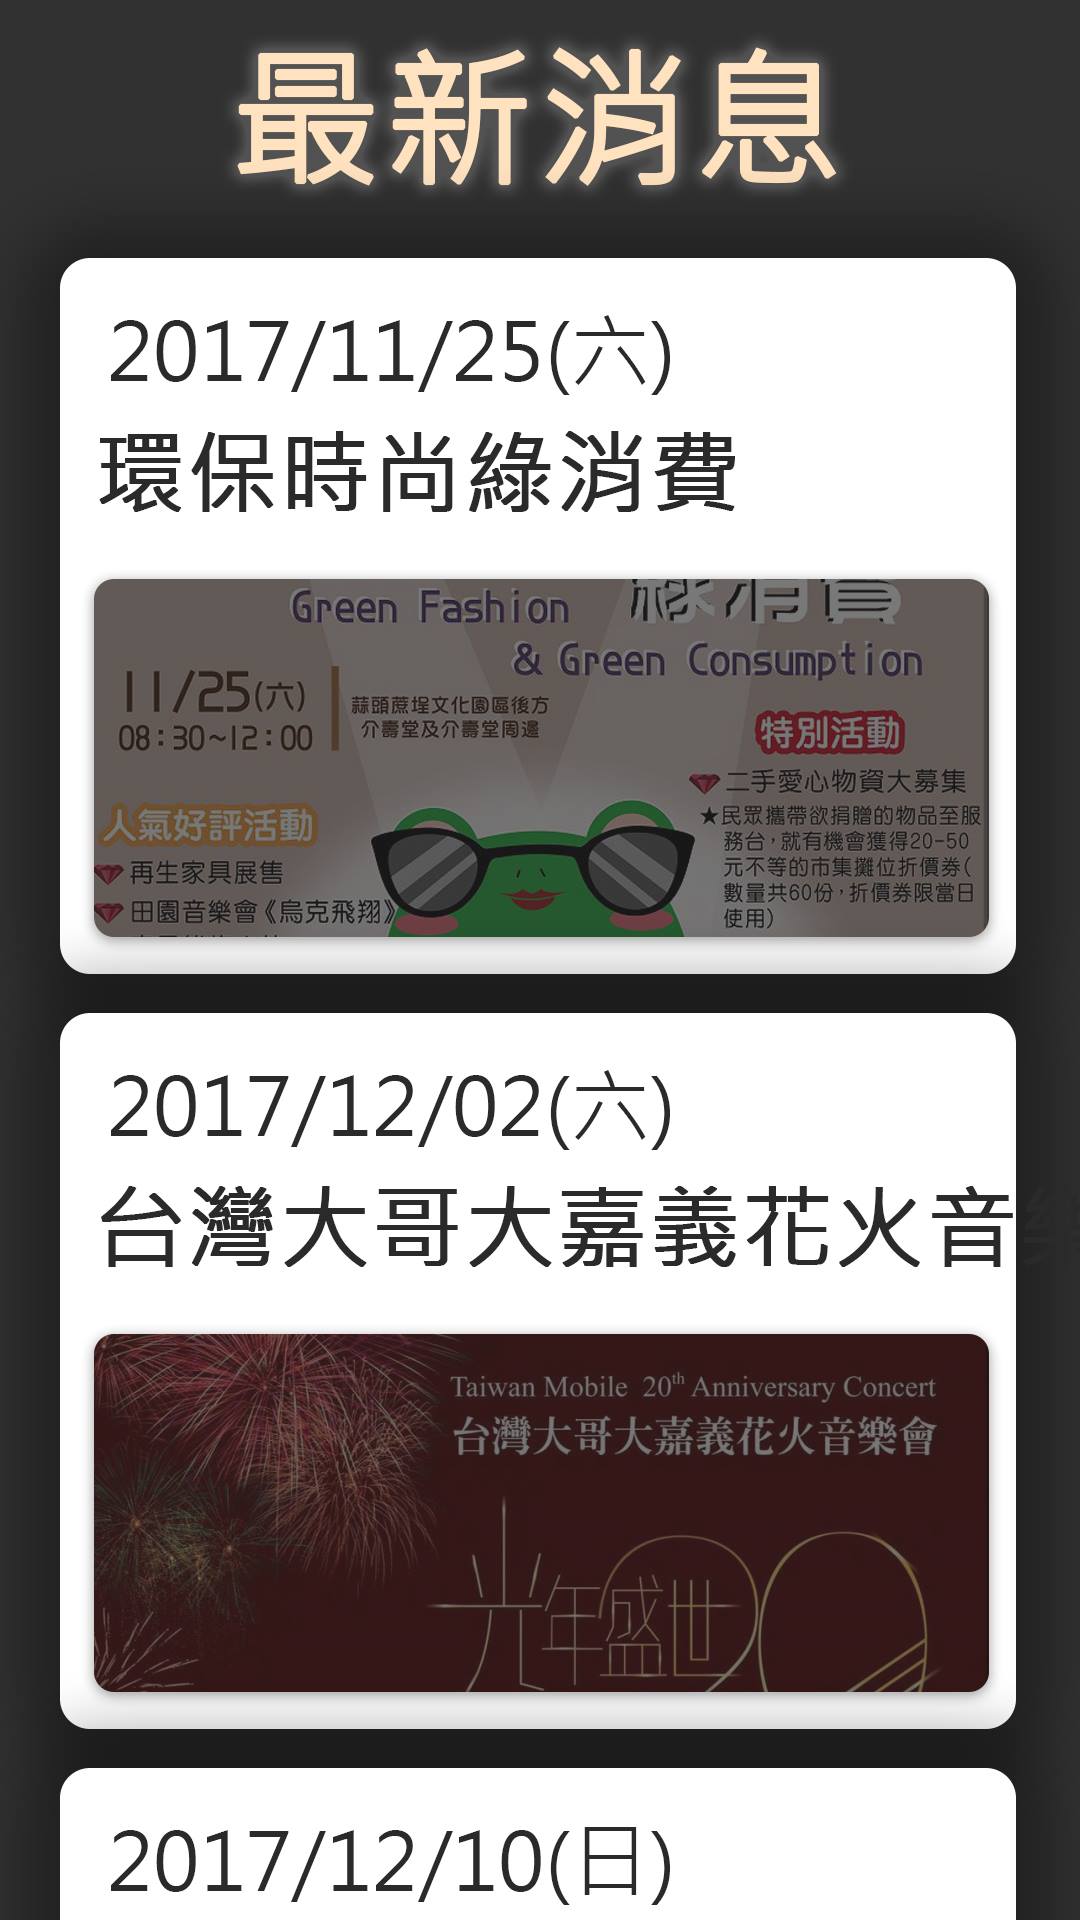 最新消息
2017/11/25(六)
環保時尚綠消費
綠消費
Green Fashion
& Green Consumption
11/25(六)
08:30~12:00
蒜頭蔗埕文化園區後方
介壽堂及介壽堂周邊
特別活動
二手愛心物資大募集
★民眾攜帶欲捐贈的物品至服
務台,就有機會獲得20-50
元不等的市集攤位折價券(
數量共60份,折價券限當日
使用)
人氣好評活動
再生家具展售
田園音樂會《烏克飛翔》
2017/12/02(六)
台灣大哥大嘉義花火音樂
Taiwan Mobile 20th Anniversary Concert
台灣大哥大嘉義花火音樂會
光年盛世
20
2017/12/10(日)